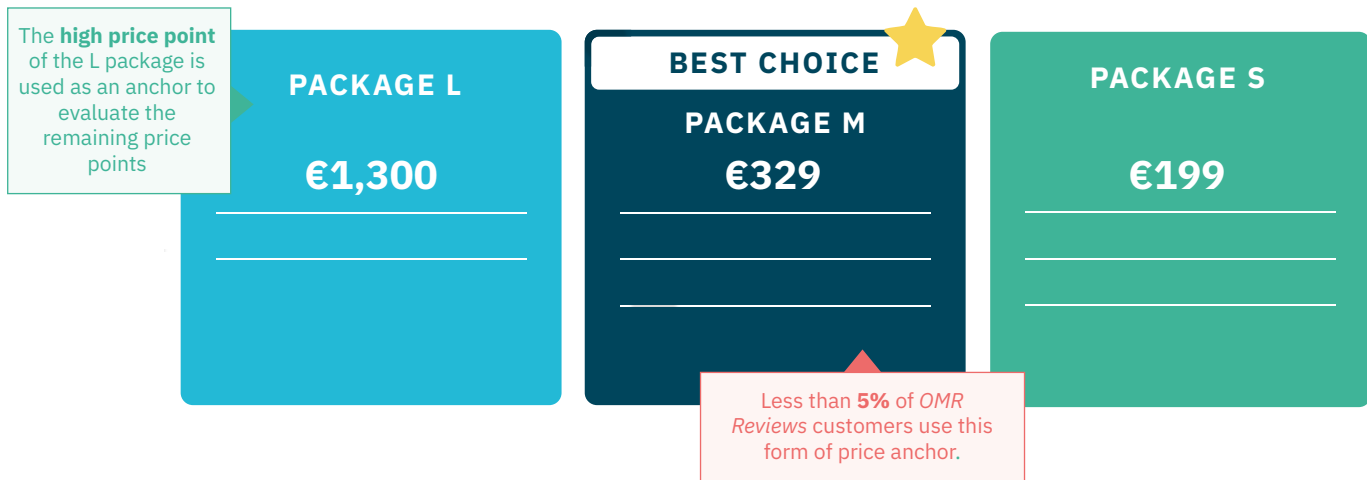 The high price point
of the L package is
used as an anchor to
evaluate the
remaining price
points
PACKAGE L
€1,300
BEST CHOICE
PACKAGE M
€329
PACKAGE S
€199
Less than 5% of OMR
Reviews customers use this
form of price anchor.